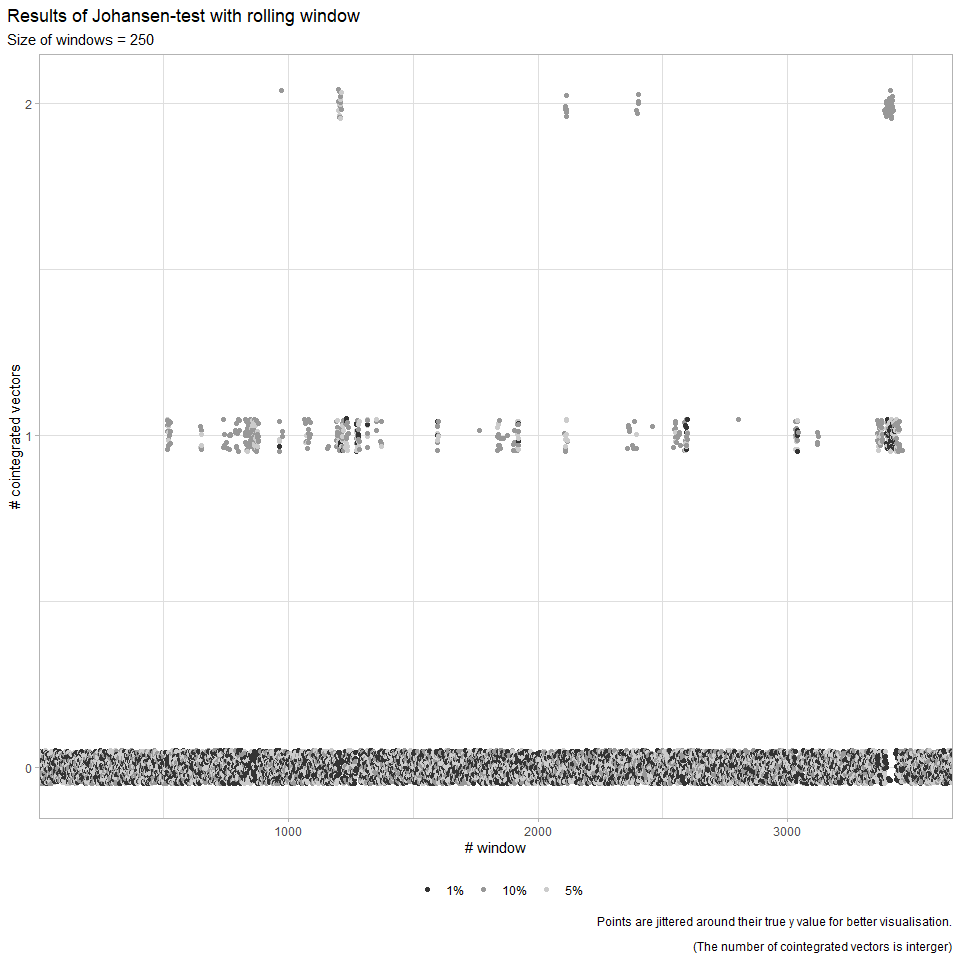 Results of Johansen-test with rolling window
Size of windows = 250
# cointegrated vectors
2
1
0
1000
2000
3000
# window
1%
10%
5%
Points are jittered around their true y value for better visualisation.
(The number of cointegrated vectors is interger)